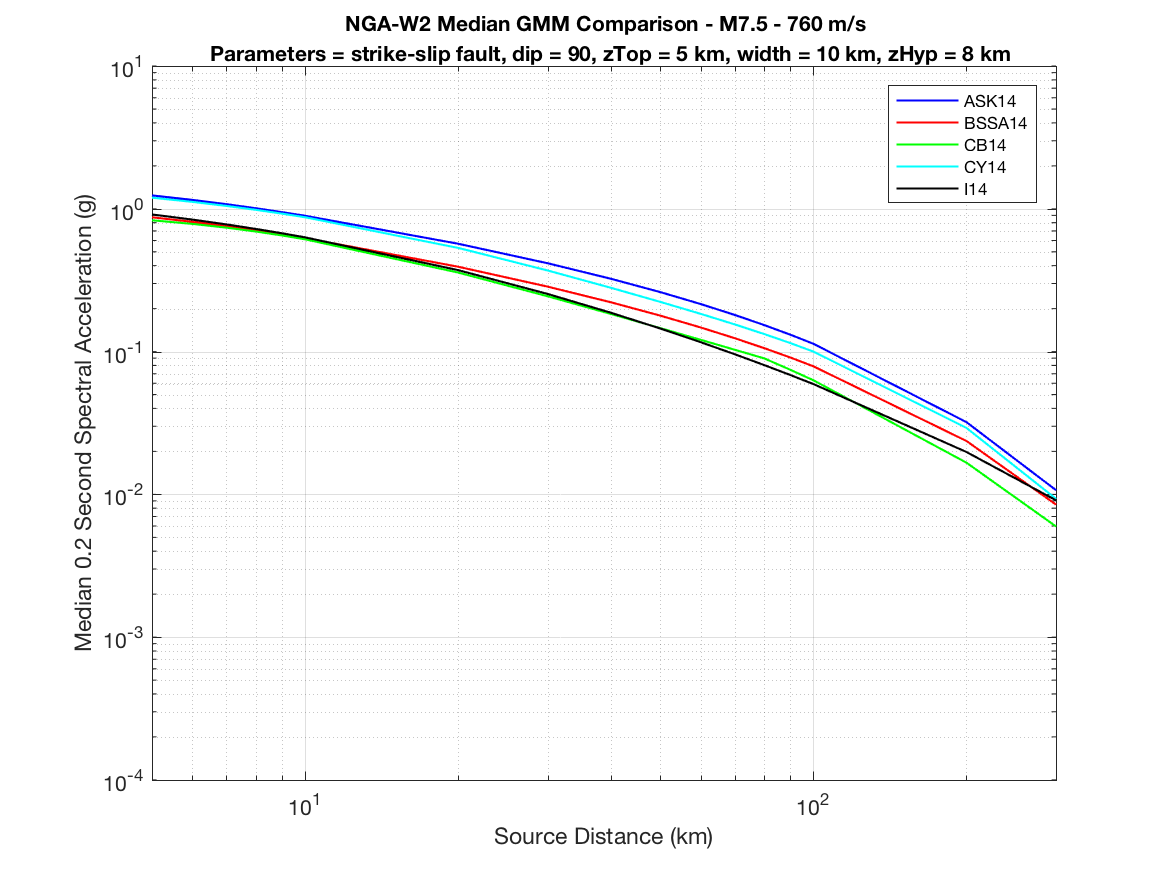 NGA-W2 Median GMM Comparison - M7.5 - 760 m/s
Parameters = strike-slip fault, dip = 90, zTop = 5 km, width = 10 km, zHyp = 8 km
10^1
10^0
10^-1
10^-2
10^-3
10^-4
Median 0.2 Second Spectral Acceleration (g)
ASK14
BSSA14
CB14
CY14
I14
10^1
10^2
Source Distance (km)